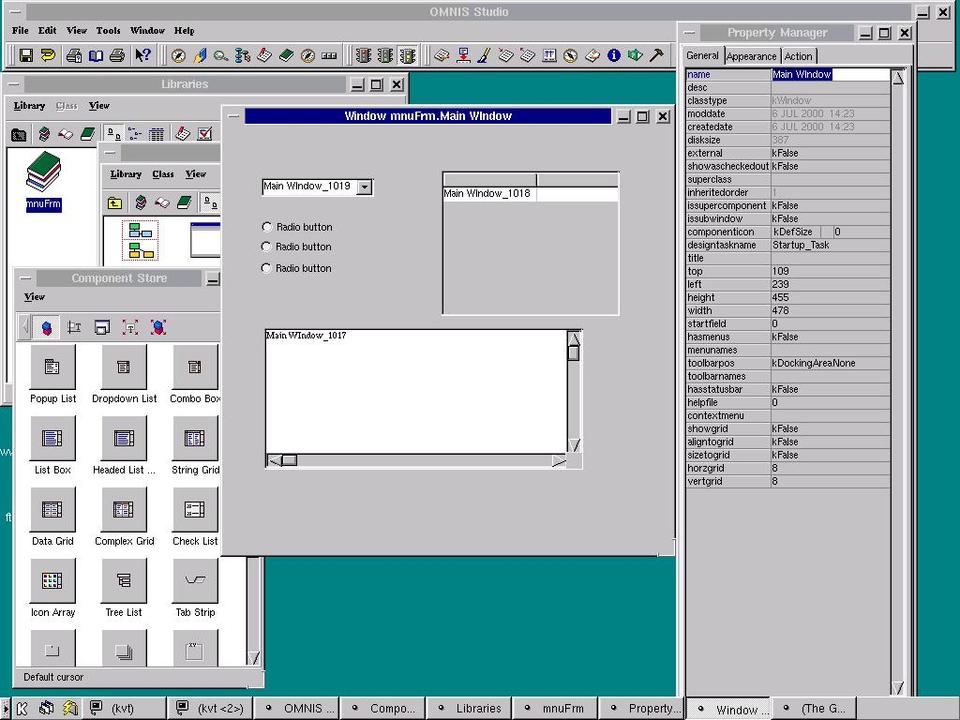 OMNIS Studio
File Edit View Tools Window Help
Libraries
Library Class View
mnuFrm
Library Class View
Component Store
View
Popup List Dropdown List Combo Box
List Box Headed List ... String Grid
Data Grid Complex Grid Check List
Icon Array Tree List Tab Strip
Default cursor
Window mnuFrm.Main WIndow
Main WIndow_1019
Main WIndow_1018
Radio button
Radio button
Radio button
Main WIndow_1017
Property Manager
General Appearance Action
name Main WIndow
desc
classtype kWindow
moddate 6 JUL 2000 14:23
createdate 6 JUL 2000 14:23
disksize 387
external kFalse
showascheckedout kFalse
superclass
inheritedorder 1
issupercomponent kFalse
issubwindow kFalse
componenticon kDefSize 0
designtaskname Startup_Task
title
top 109
left 239
height 455
width 478
startfield 0
hasmenus kFalse
menunames
toolbarpos kDockingAreaNone
toolbarnames
hasstatusbar kFalse
helpfile 0
contextmenu
showgrid kFalse
aligntogrid kFalse
sizetogrid kFalse
horzgrid 8
vertgrid 8
K (kvt) (kvt <2>) OMNIS ... Compo... Libraries mnuFrm Property... Window ... (The G...